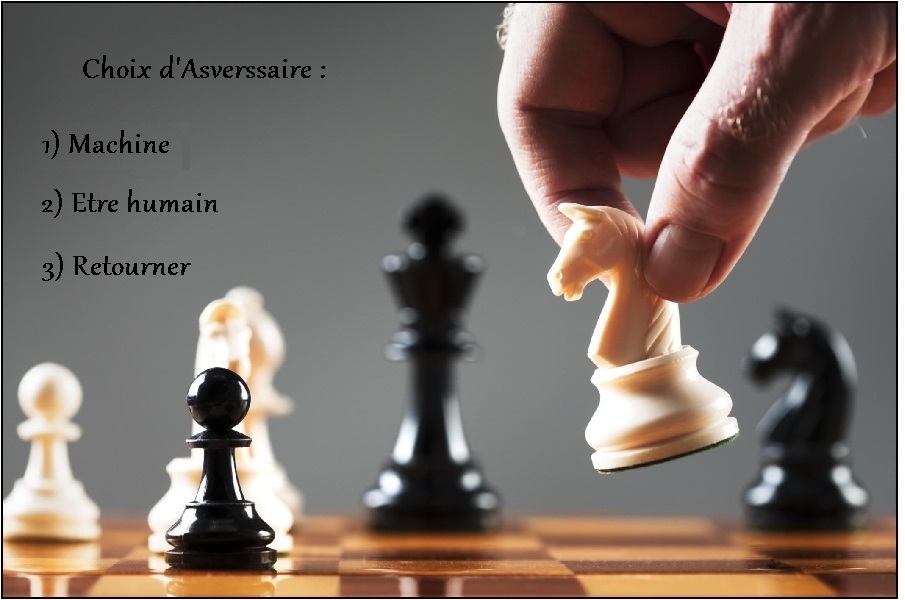 Choix d'Asverssaire :
1) Machine
2) Etre humain
3) Retourner